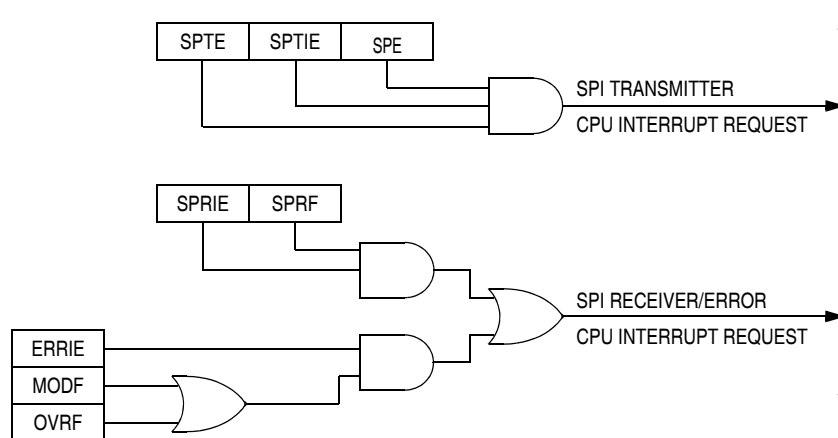 SPTE SPTIE SPE
SPI TRANSMITTER
CPU INTERRUPT REQUEST
SPRIE SPRF
SPI RECEIVER/ERROR
CPU INTERRUPT REQUEST
ERRIE
MODF
OVRF